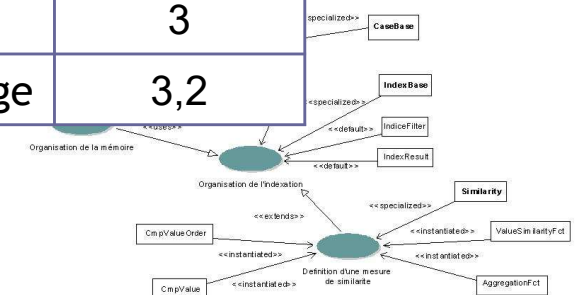 3
specialized>>
CaseBase
ge
3,2
IndexBase
<<specialized>>
<<uses>>
<<default>>
IndiceFilter
Organisation de la mémoire
IndexResult
<<default>>
Organisation de l'indexation
Similarity
<<specialized>>
<<extends>>
CmpValueOrder
<<instantiated>>
ValueSimilarityFct
<<instantiated>>
<<instantiated>>
Definition d'une mesure
de similarite
CmpValue
<<instantiated>>
AggregationFct